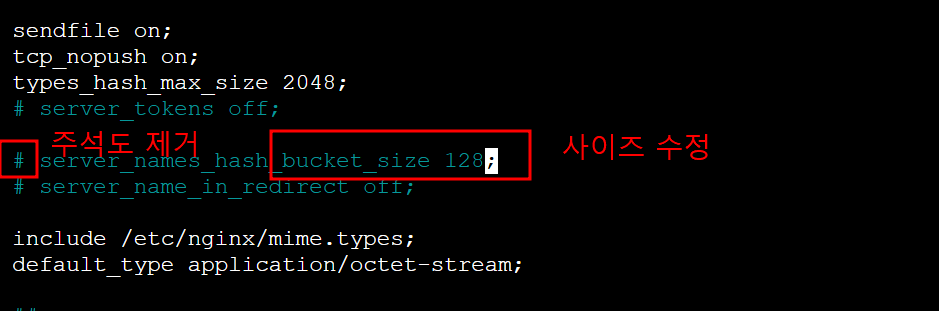 sendfile on;
tcp_nopush on;
types_hash_max_size 2048;
# server_tokens off;
주석도 제거
# server_names_hash_bucket_size 128;
사이즈 수정
# server_name_in_redirect off;
include /etc/nginx/mime.types;
default_type application/octet-stream;
##